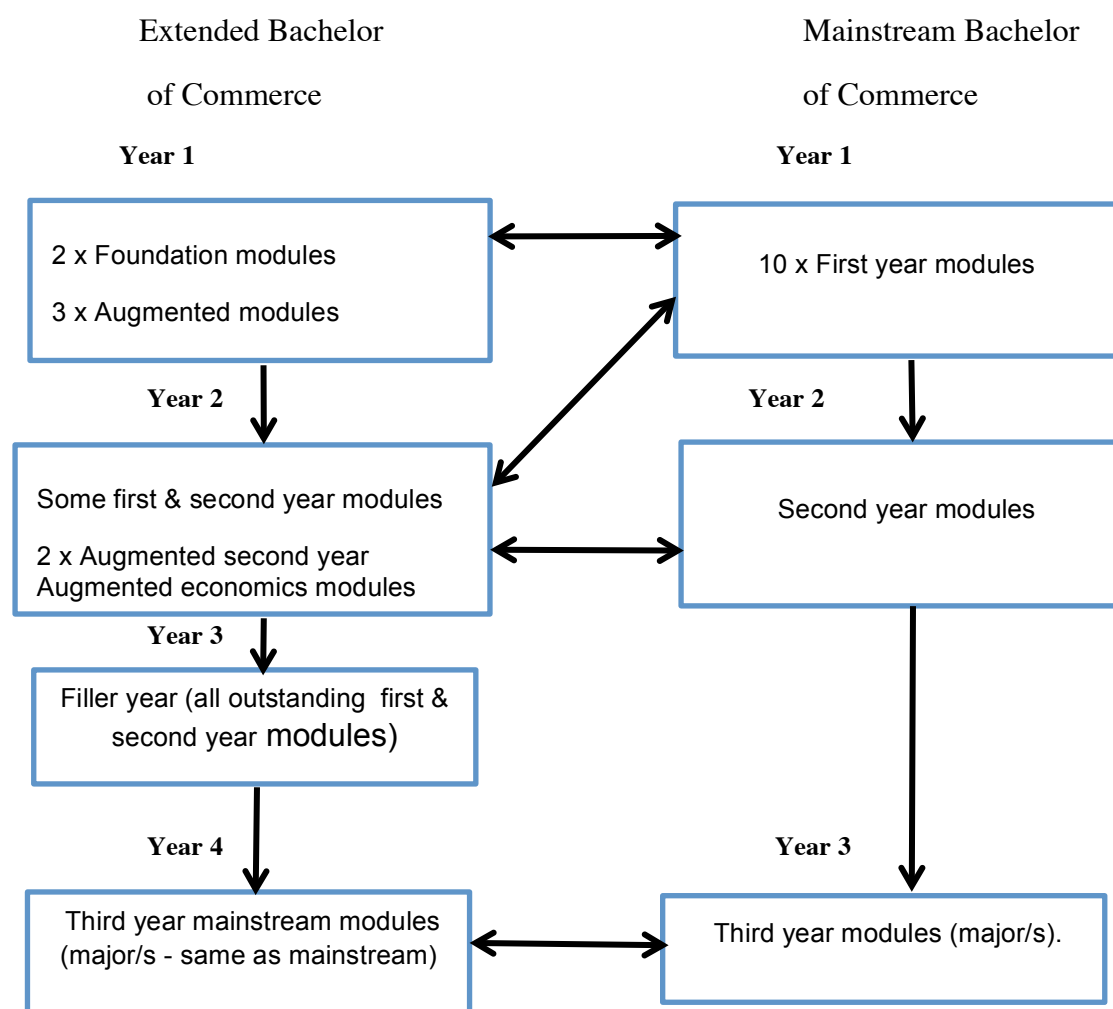 Extended Bachelor
of Commerce
Mainstream Bachelor
of Commerce
Year 1
Year 1
2 x Foundation modules
3 x Augmented modules
10 x First year modules
Year 2
Year 2
Some first & second year modules
2 x Augmented second year
Augmented economics modules
Second year modules
Year 3
Filler year (all outstanding first &
second year modules)
Year 4
Year 3
Third year mainstream modules
(major/s - same as mainstream)
Third year modules (major/s).